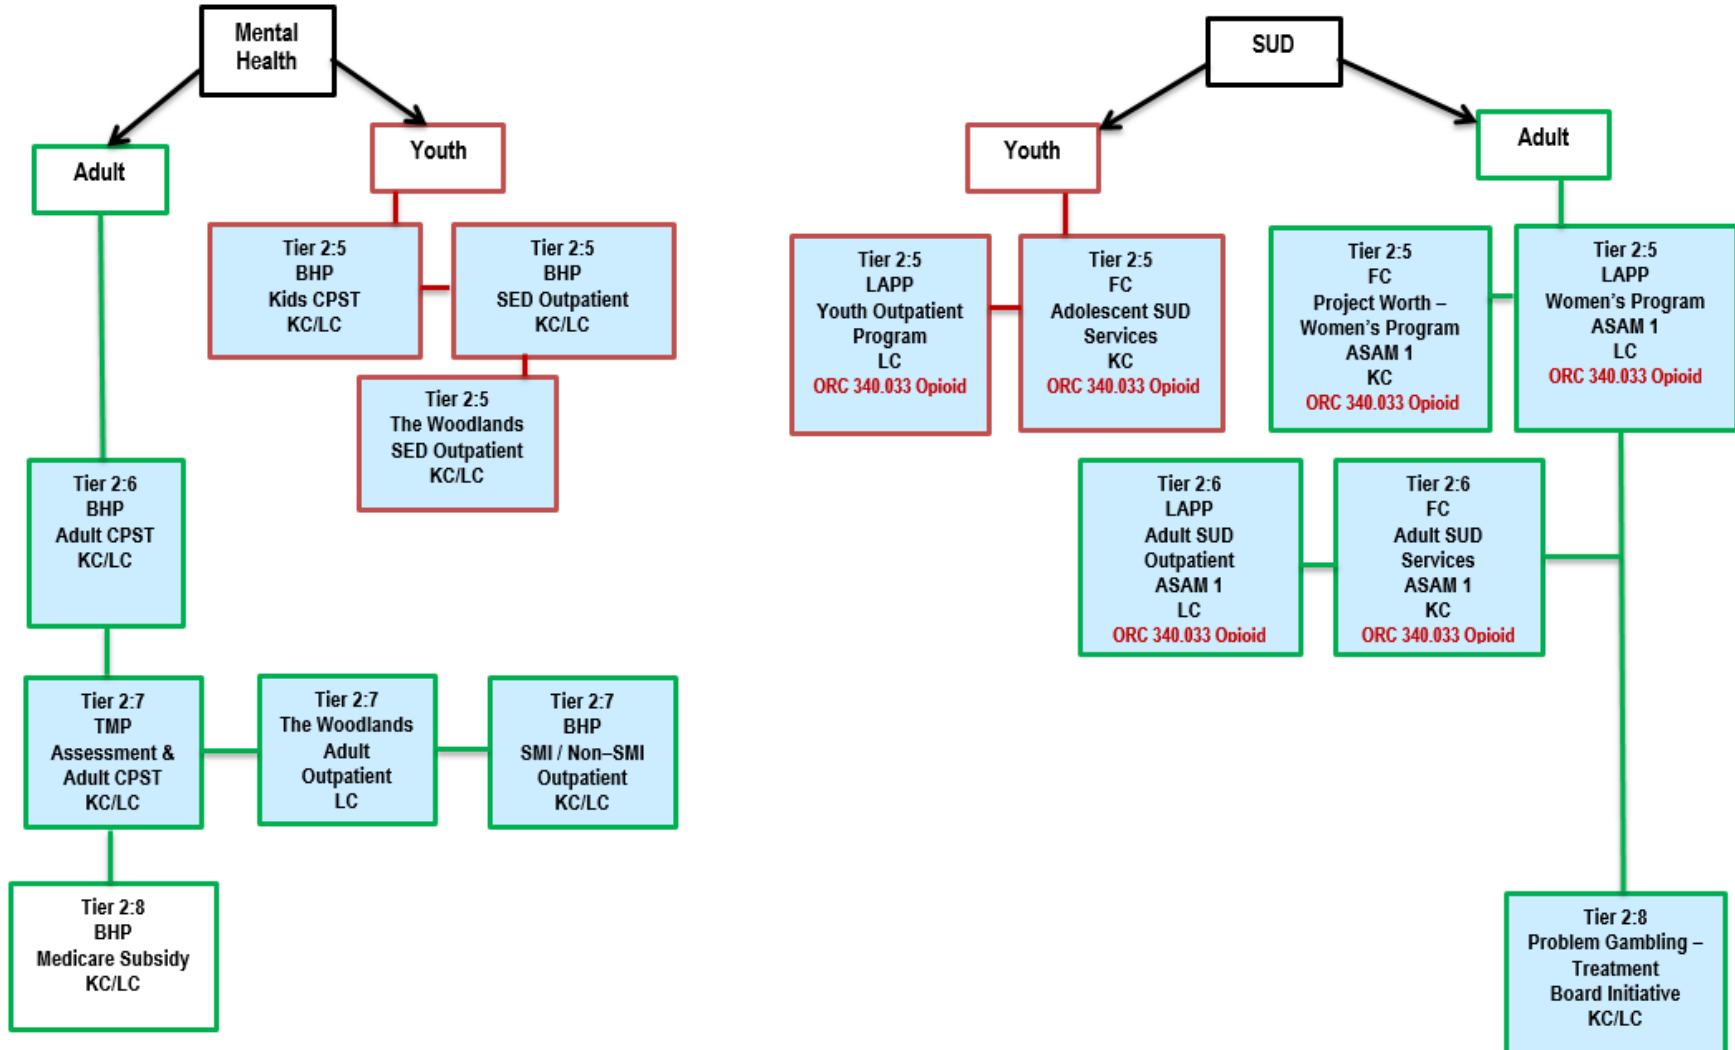 Mental
Health
Adult
Youth
Tier 2:5
BHP
Kids CPST
KC/LC
Tier 2:5
BHP
SED Outpatient
KC/LC
Tier 2:5
The Woodlands
SED Outpatient
KC/LC
Tier 2:6
BHP
Adult CPST
KC/LC
Tier 2:7
TMP
Assessment &
Adult CPST
KC/LC
Tier 2:7
The Woodlands
Adult
Outpatient
LC
Tier 2:7
BHP
SMI / Non–SMI
Outpatient
KC/LC
Tier 2:8
BHP
Medicare Subsidy
KC/LC
SUD
Youth
Adult
Tier 2:5
LAPP
Youth Outpatient
Program
LC
ORC 340.033 Opioid
Tier 2:5
FC
Adolescent SUD
Services
KC
ORC 340.033 Opioid
Tier 2:5
FC
Project Worth –
Women's Program
ASAM 1
KC
ORC 340.033 Opioid
Tier 2:5
LAPP
Women's Program
ASAM 1
LC
ORC 340.033 Opioid
Tier 2:6
LAPP
Adult SUD
Outpatient
ASAM 1
LC
ORC 340.033 Opioid
Tier 2:6
FC
Adult SUD
Services
ASAM 1
KC
ORC 340.033 Opioid
Tier 2:8
Problem Gambling –
Treatment
Board Initiative
KC/LC